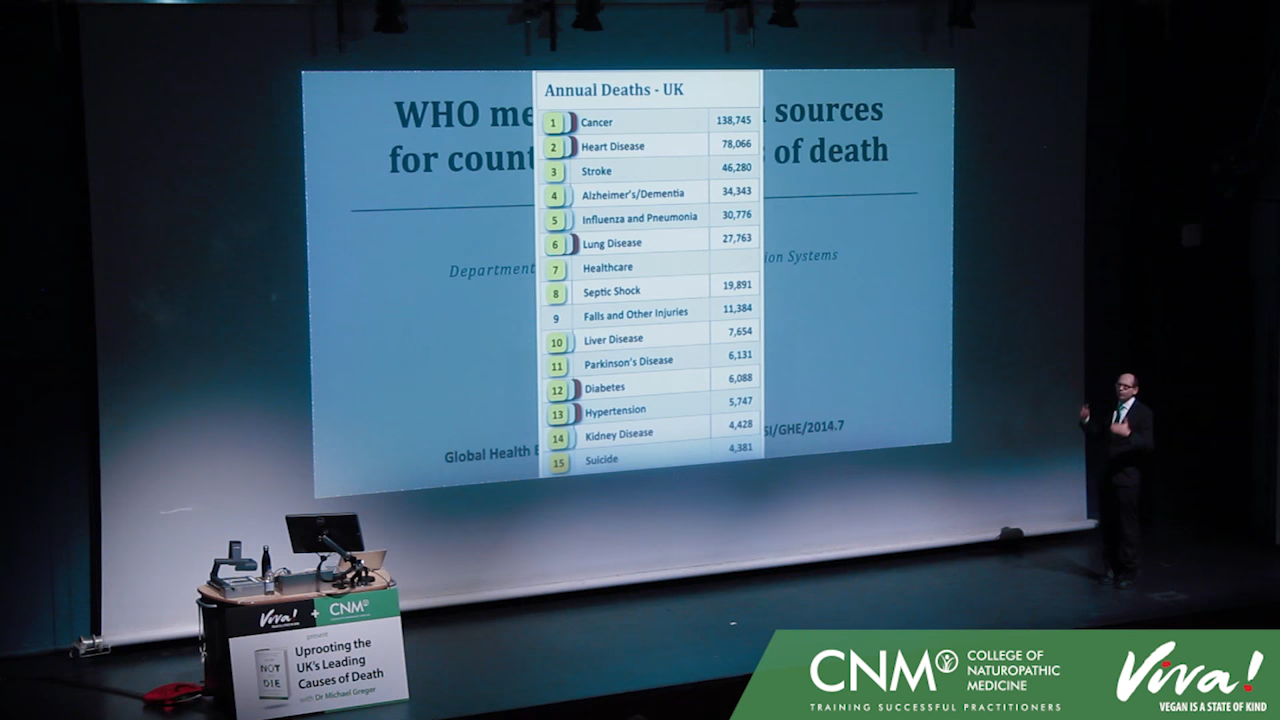 Annual Deaths - UK
WHO me sources
for count of death
1 Cancer 138,745
2 Heart Disease 78,066
3 Stroke 46,280
4 Alzheimer's/Dementia 34,343
5 Influenza and Pneumonia 30,776
6 Lung Disease 27,763
7 Healthcare
8 Septic Shock 19,891
9 Falls and Other Injuries 11,384
10 Liver Disease 7,654
11 Parkinson's Disease 6,131
12 Diabetes 6,088
13 Hypertension 5,747
14 Kidney Disease 4,428
15 Suicide 4,381
Department ion Systems
Global Health E SI/GHE/2014.7
Viva! + CNM
present
Uprooting the
UK's Leading
Causes of Death
with Dr Michael Greger
NOT
DIE
CNM COLLEGE OF
NATUROPATHIC
MEDICINE
TRAINING SUCCESSFUL PRACTITIONERS
Viva!
VEGAN IS A STATE OF KIND